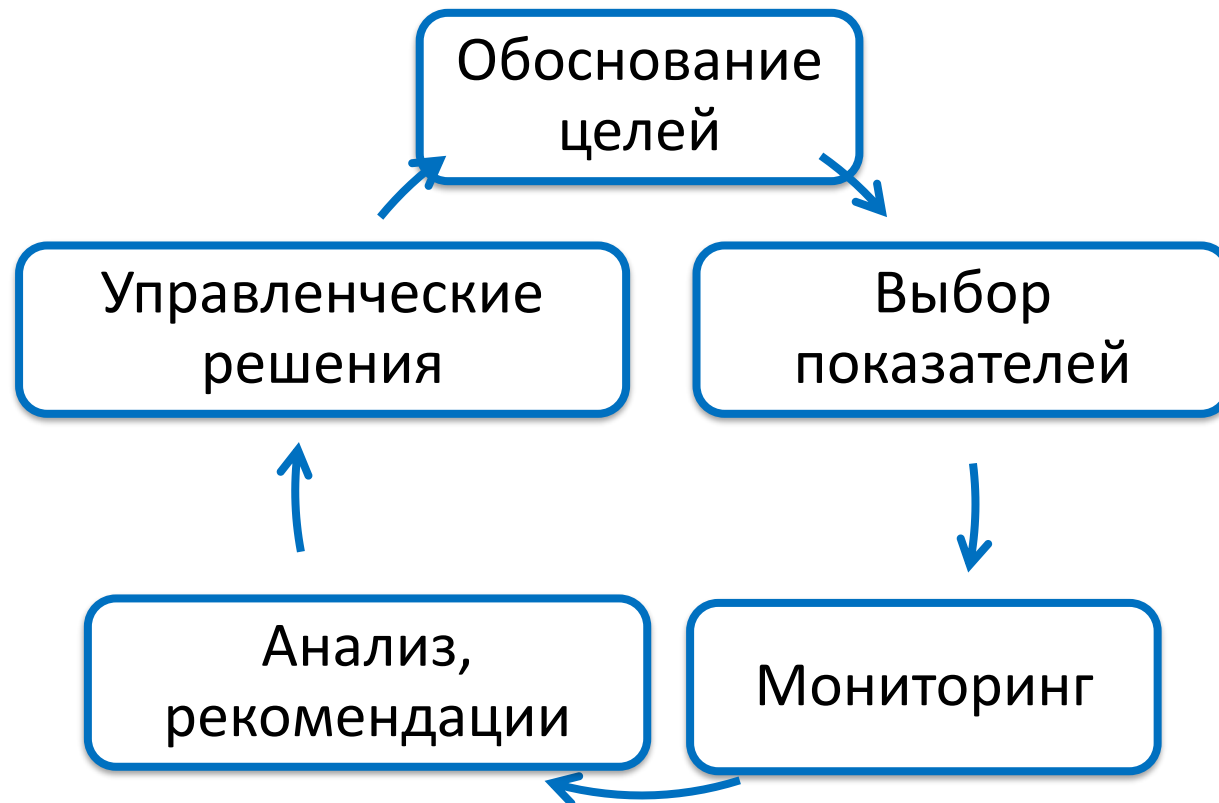 Обоснование
целей
Управленческие
решения
Выбор
показателей
Анализ,
рекомендации
Мониторинг